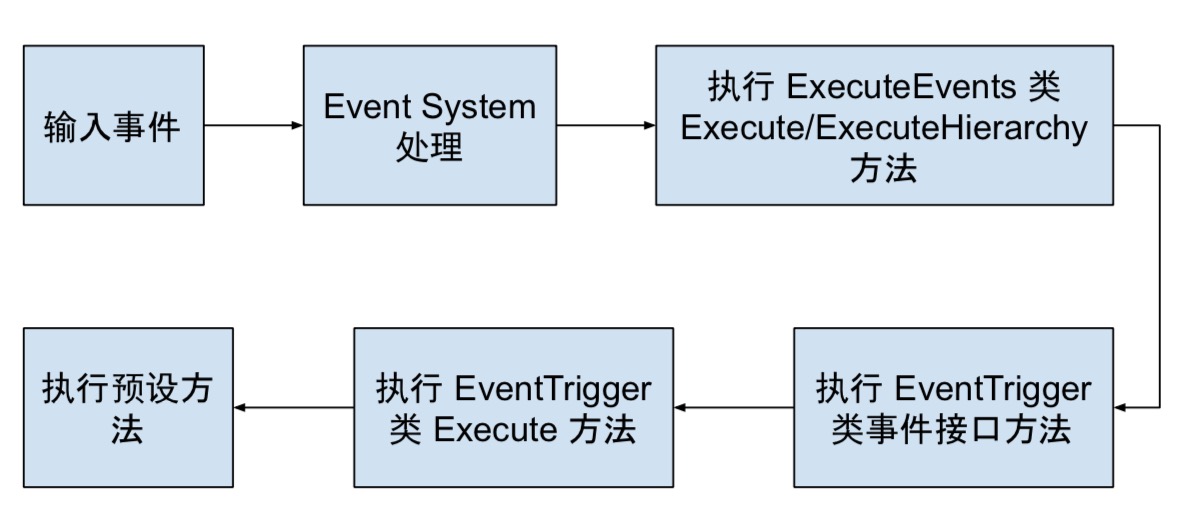 输入事件
Event System
处理
执行 ExecuteEvents 类
Execute/ExecuteHierarchy
方法
执行预设方
法
执行 EventTrigger
类 Execute 方法
执行 EventTrigger
类事件接口方法